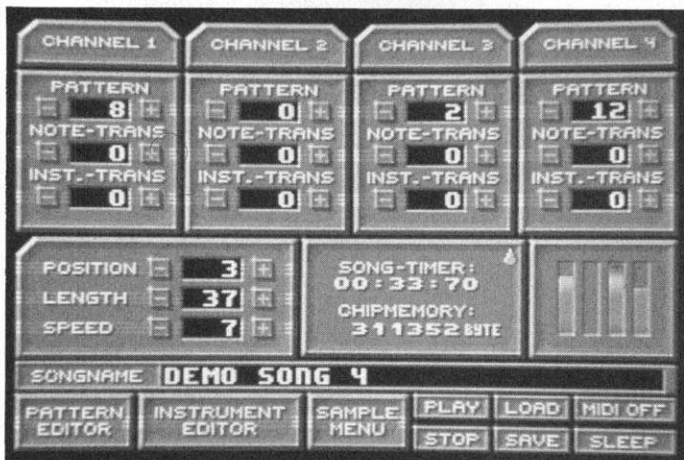 CHANNEL 1 CHANNEL 2 CHANNEL 3 CHANNEL 4
PATTERN PATTERN PATTERN PATTERN
- 8 + - 0 + - 2 + - 12 +
NOTE-TRANS NOTE-TRANS NOTE-TRANS NOTE-TRANS
- 0 + - 0 + - 0 + - 0 +
INST.-TRANS INST.-TRANS INST.-TRANS INST.-TRANS
- 0 + - 0 + - 0 + - 0 +
POSITION - 3 +
LENGTH - 37 +
SPEED - 7 +
SONG-TIMER:
00:33:70
CHIPMEMORY:
311352 BYTE
SONGNAME DEMO SONG 4
PATTERN EDITOR
INSTRUMENT EDITOR
SAMPLE MENU
PLAY LOAD MIDI OFF
STOP SAVE SLEEP